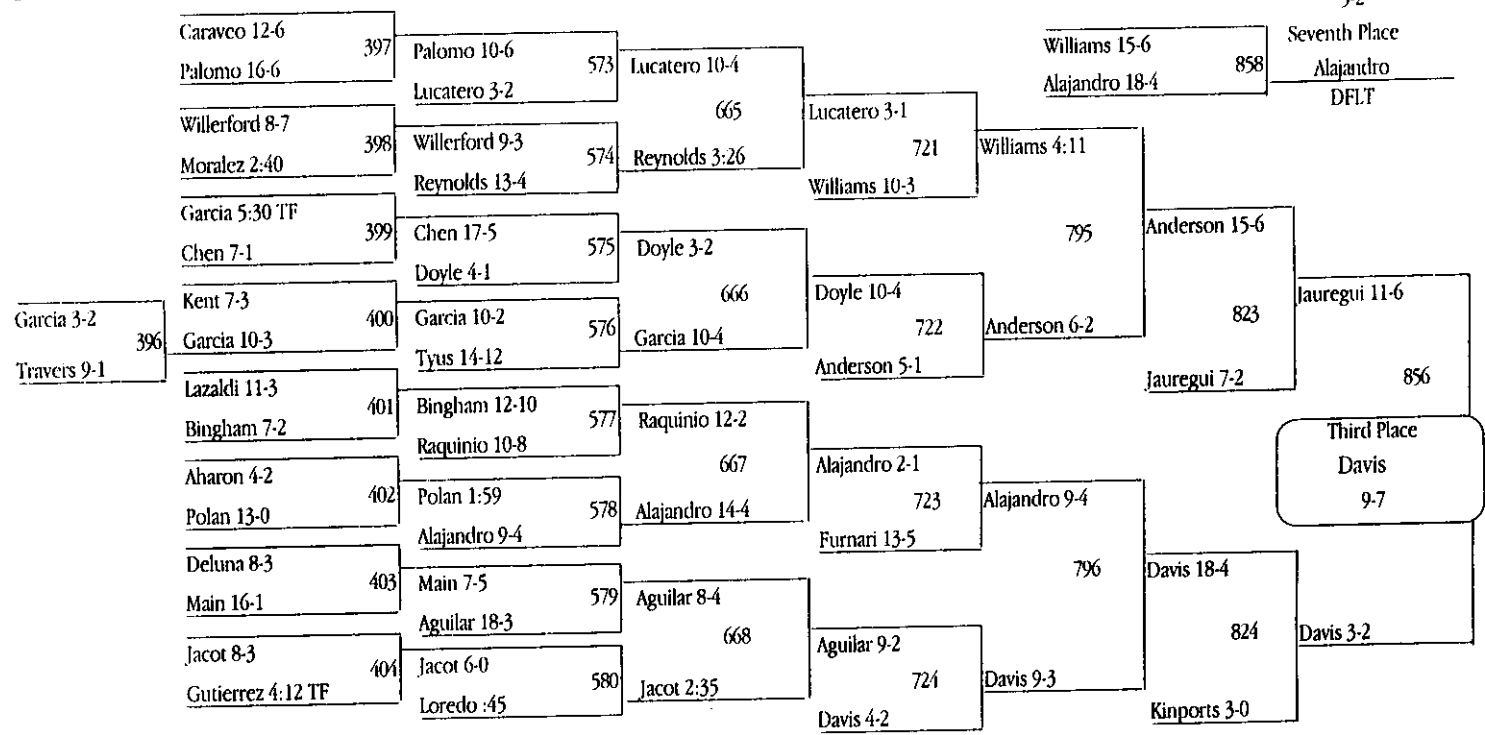 3-2
Caraveo 12-6
397
Palomo 16-6
Palomo 10-6
573
Lucatero 3-2
Lucatero 10-4
665
Reynolds 3:26
Lucatero 3-1
721
Williams 10-3
Williams 4:11
795
Anderson 6-2
Williams 15-6
858
Alajandro 18-4
Seventh Place
Alajandro
DFLT
Willerford 8-7
398
Moralez 2:40
Willerford 9-3
574
Reynolds 13-4
Garcia 5:30 TF
399
Chen 7-1
Chen 17-5
575
Doyle 4-1
Doyle 3-2
666
Garcia 10-4
Doyle 10-4
722
Anderson 5-1
Anderson 15-6
823
Jauregui 7-2
Jauregui 11-6
856
Garcia 3-2
396
Travers 9-1
Kent 7-3
400
Garcia 10-3
Garcia 10-2
576
Tyus 14-12
Lazaldi 11-3
401
Bingham 7-2
Bingham 12-10
577
Raquinio 10-8
Raquinio 12-2
667
Alajandro 14-4
Alajandro 2-1
723
Furnari 13-5
Alajandro 9-4
796
Davis 9-3
Third Place
Davis
9-7
Aharon 4-2
402
Polan 13-0
Polan 1:59
578
Alajandro 9-4
Deluna 8-3
403
Main 16-1
Main 7-5
579
Aguilar 18-3
Aguilar 8-4
668
Jacot 2:35
Aguilar 9-2
724
Davis 4-2
Davis 18-4
824
Kinports 3-0
Davis 3-2
Jacot 8-3
404
Gutierrez 4:12 TF
Jacot 6-0
580
Loredo :45